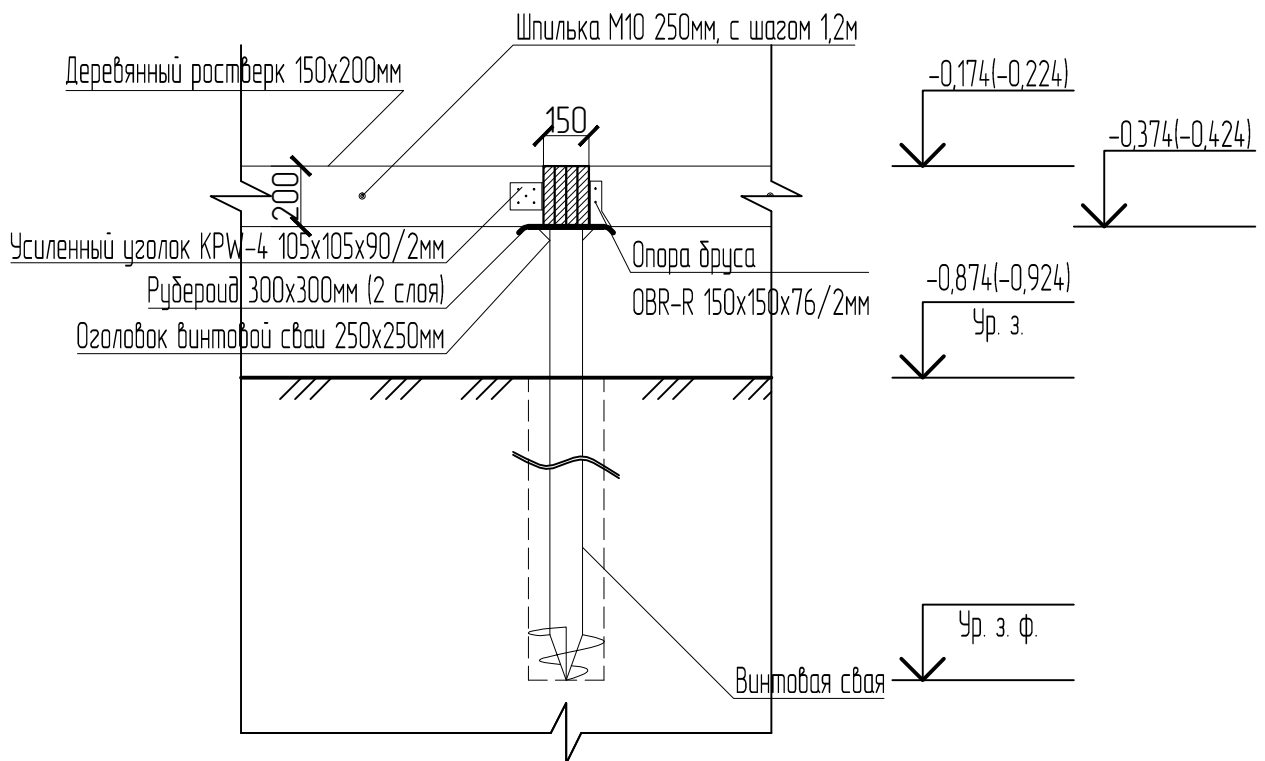 Шпилька М10 250мм, с шагом 1,2м
Деревянный ростверк 150х200мм
-0,174(-0,224)
150
-0,374(-0,424)
200
Усиленный уголок KPW-4 105х105х90/2мм
Опора бруса
OBR-R 150х150х76/2мм
Рубероид 300х300мм (2 слоя)
Оголовок винтовой сваи 250х250мм
-0,874(-0,924)
Ур. з.
Ур. з. ф.
Винтовая свая